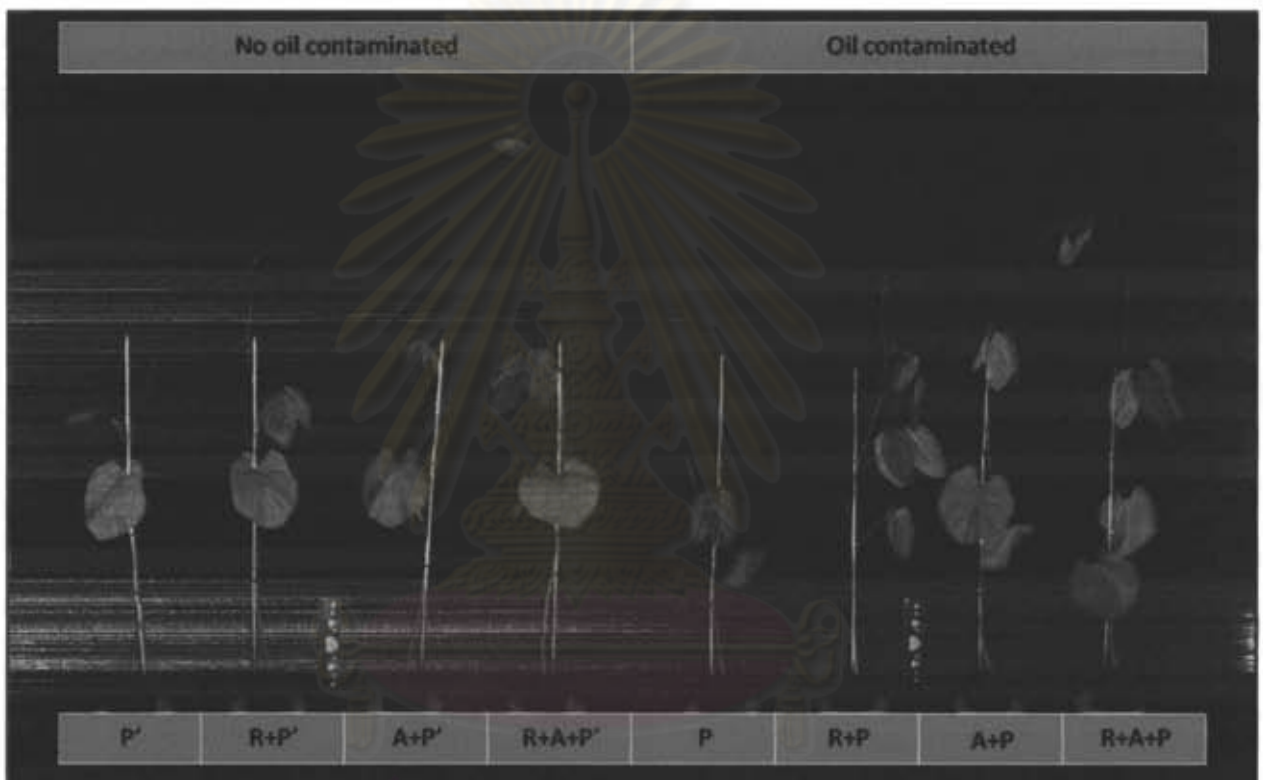 No oil contaminated Oil contaminated
P' R+P' A+P' R+A+P' P R+P A+P R+A+P